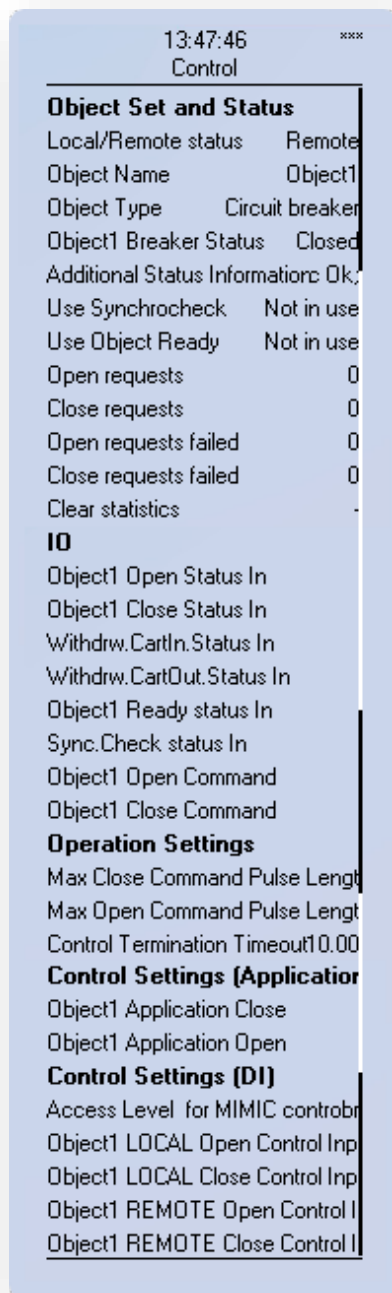 13:47:46 ***
Control
Object Set and Status
Local/Remote status Remote
Object Name Object1
Object Type Circuit breaker
Object1 Breaker Status Closed
Additional Status Informationc Ok;
Use Synchrocheck Not in use
Use Object Ready Not in use
Open requests 0
Close requests 0
Open requests failed 0
Close requests failed 0
Clear statistics -
IO
Object1 Open Status In
Object1 Close Status In
Withdrw.CartIn.Status In
Withdrw.CartOut.Status In
Object1 Ready status In
Sync.Check status In
Object1 Open Command
Object1 Close Command
Operation Settings
Max Close Command Pulse Lengt
Max Open Command Pulse Lengt
Control Termination Timeout10.00
Control Settings (Application
Object1 Application Close
Object1 Application Open
Control Settings (DI)
Access Level for MIMIC controbr
Object1 LOCAL Open Control Inp
Object1 LOCAL Close Control Inp
Object1 REMOTE Open Control I
Object1 REMOTE Close Control I